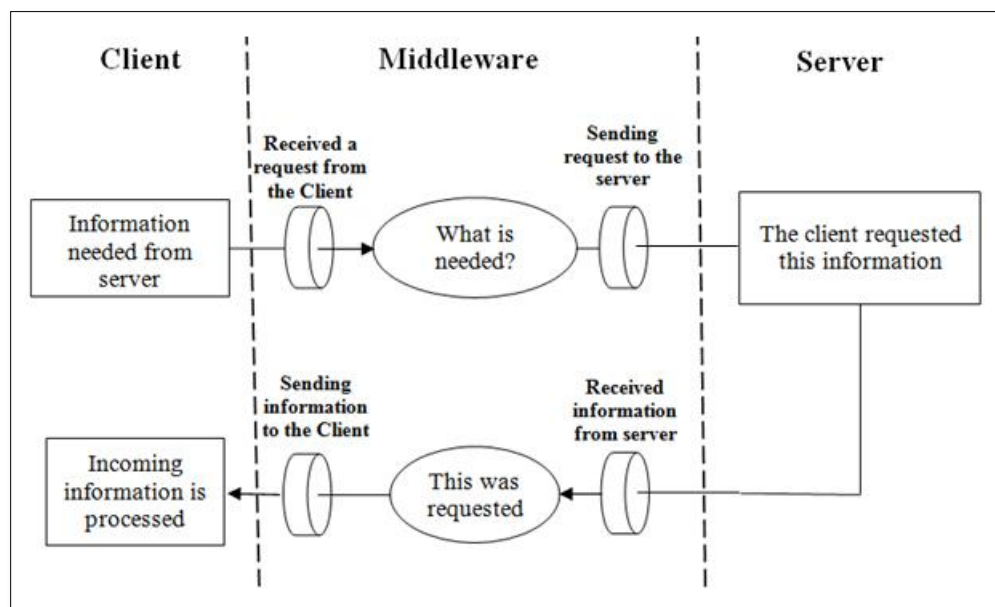 Client
Middleware
Server
Received a
request from
the Client
Sending
request to the
server
Information
needed from
server
What is
needed?
The client requested
this information
Sending
information
to the Client
Received
information
from server
Incoming
information is
processed
This was
requested